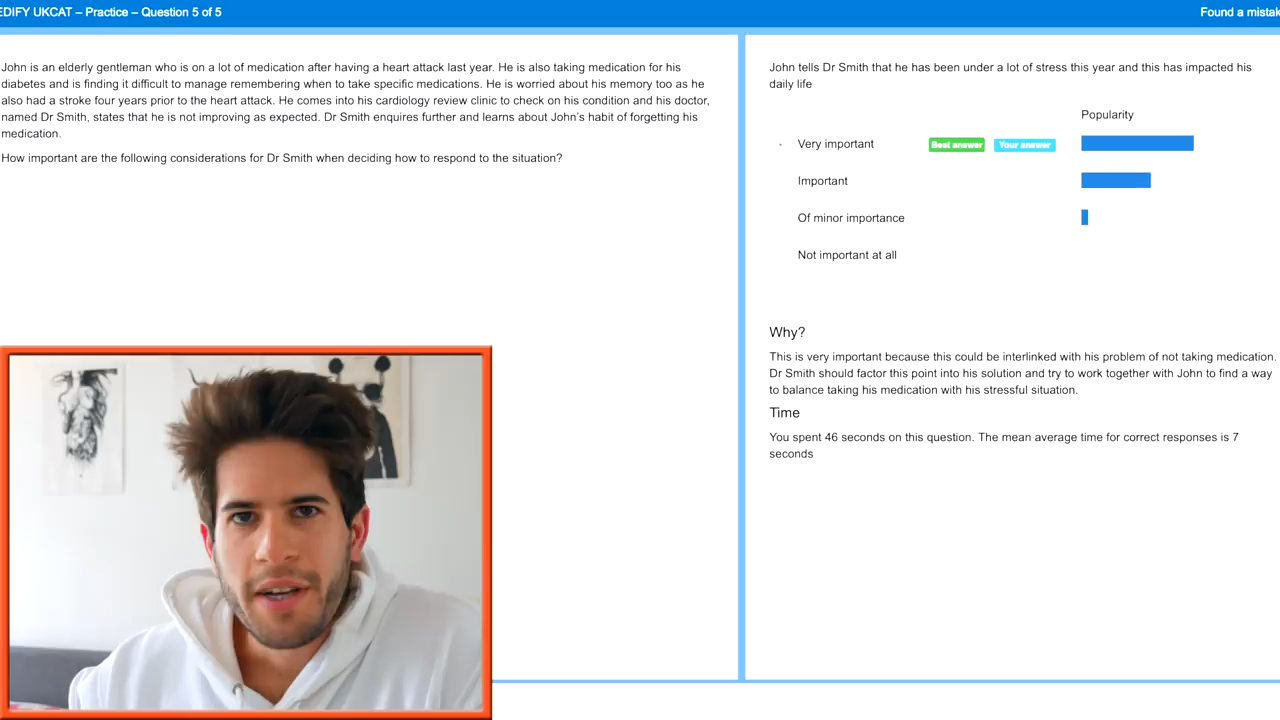 EDIFY UKCAT – Practice – Question 5 of 5
Found a mistak
John is an elderly gentleman who is on a lot of medication after having a heart attack last year. He is also taking medication for his
diabetes and is finding it difficult to manage remembering when to take specific medications. He is worried about his memory too as he
also had a stroke four years prior to the heart attack. He comes into his cardiology review clinic to check on his condition and his doctor,
named Dr Smith, states that he is not improving as expected. Dr Smith enquires further and learns about John's habit of forgetting his
medication.
How important are the following considerations for Dr Smith when deciding how to respond to the situation?
John tells Dr Smith that he has been under a lot of stress this year and this has impacted his
daily life
Popularity
Very important Best answer Your answer
Important
Of minor importance
Not important at all
Why?
This is very important because this could be interlinked with his problem of not taking medication.
Dr Smith should factor this point into his solution and try to work together with John to find a way
to balance taking his medication with his stressful situation.
Time
You spent 46 seconds on this question. The mean average time for correct responses is 7
seconds